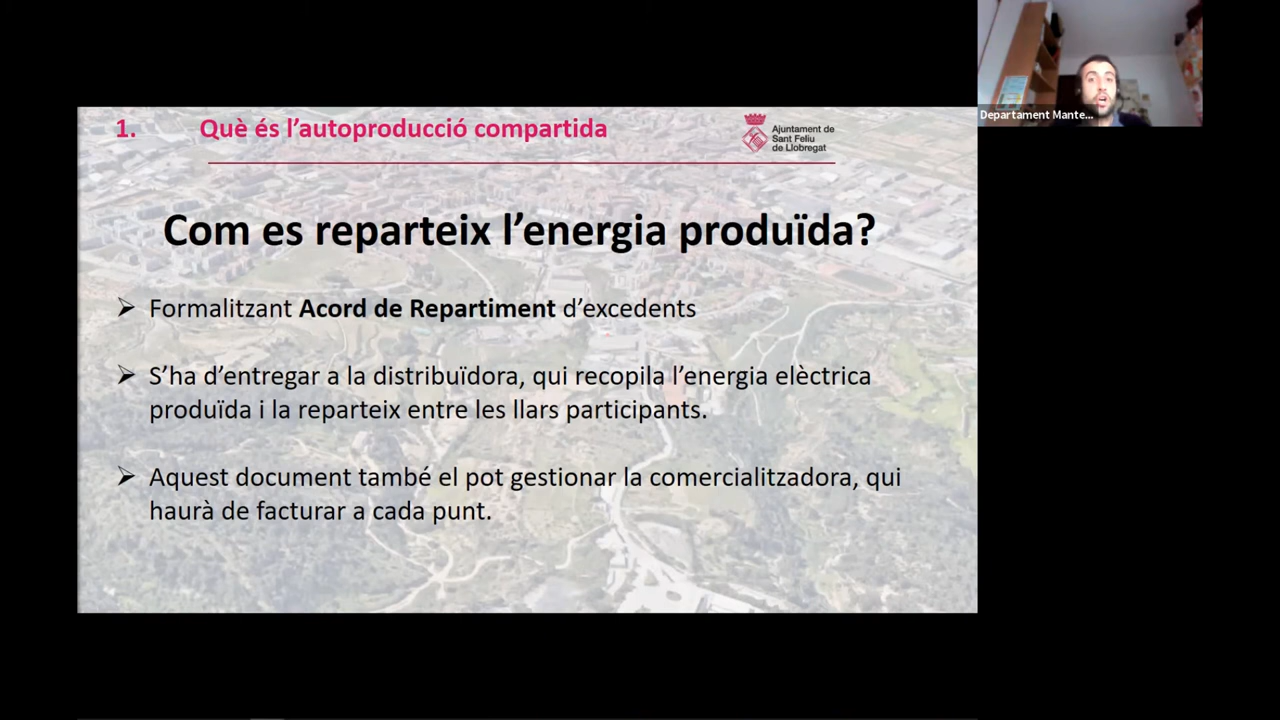 1. Què és l’autoproducció compartida
Ajuntament de
Sant Feliu
de Llobregat
Departament Mante...
Com es reparteix l’energia produïda?
➢ Formalitzant Acord de Repartiment d’excedents
➢ S’ha d’entregar a la distribuïdora, qui recopila l’energia elèctrica
produïda i la reparteix entre les llars participants.
➢ Aquest document també el pot gestionar la comercialitzadora, qui
haurà de facturar a cada punt.